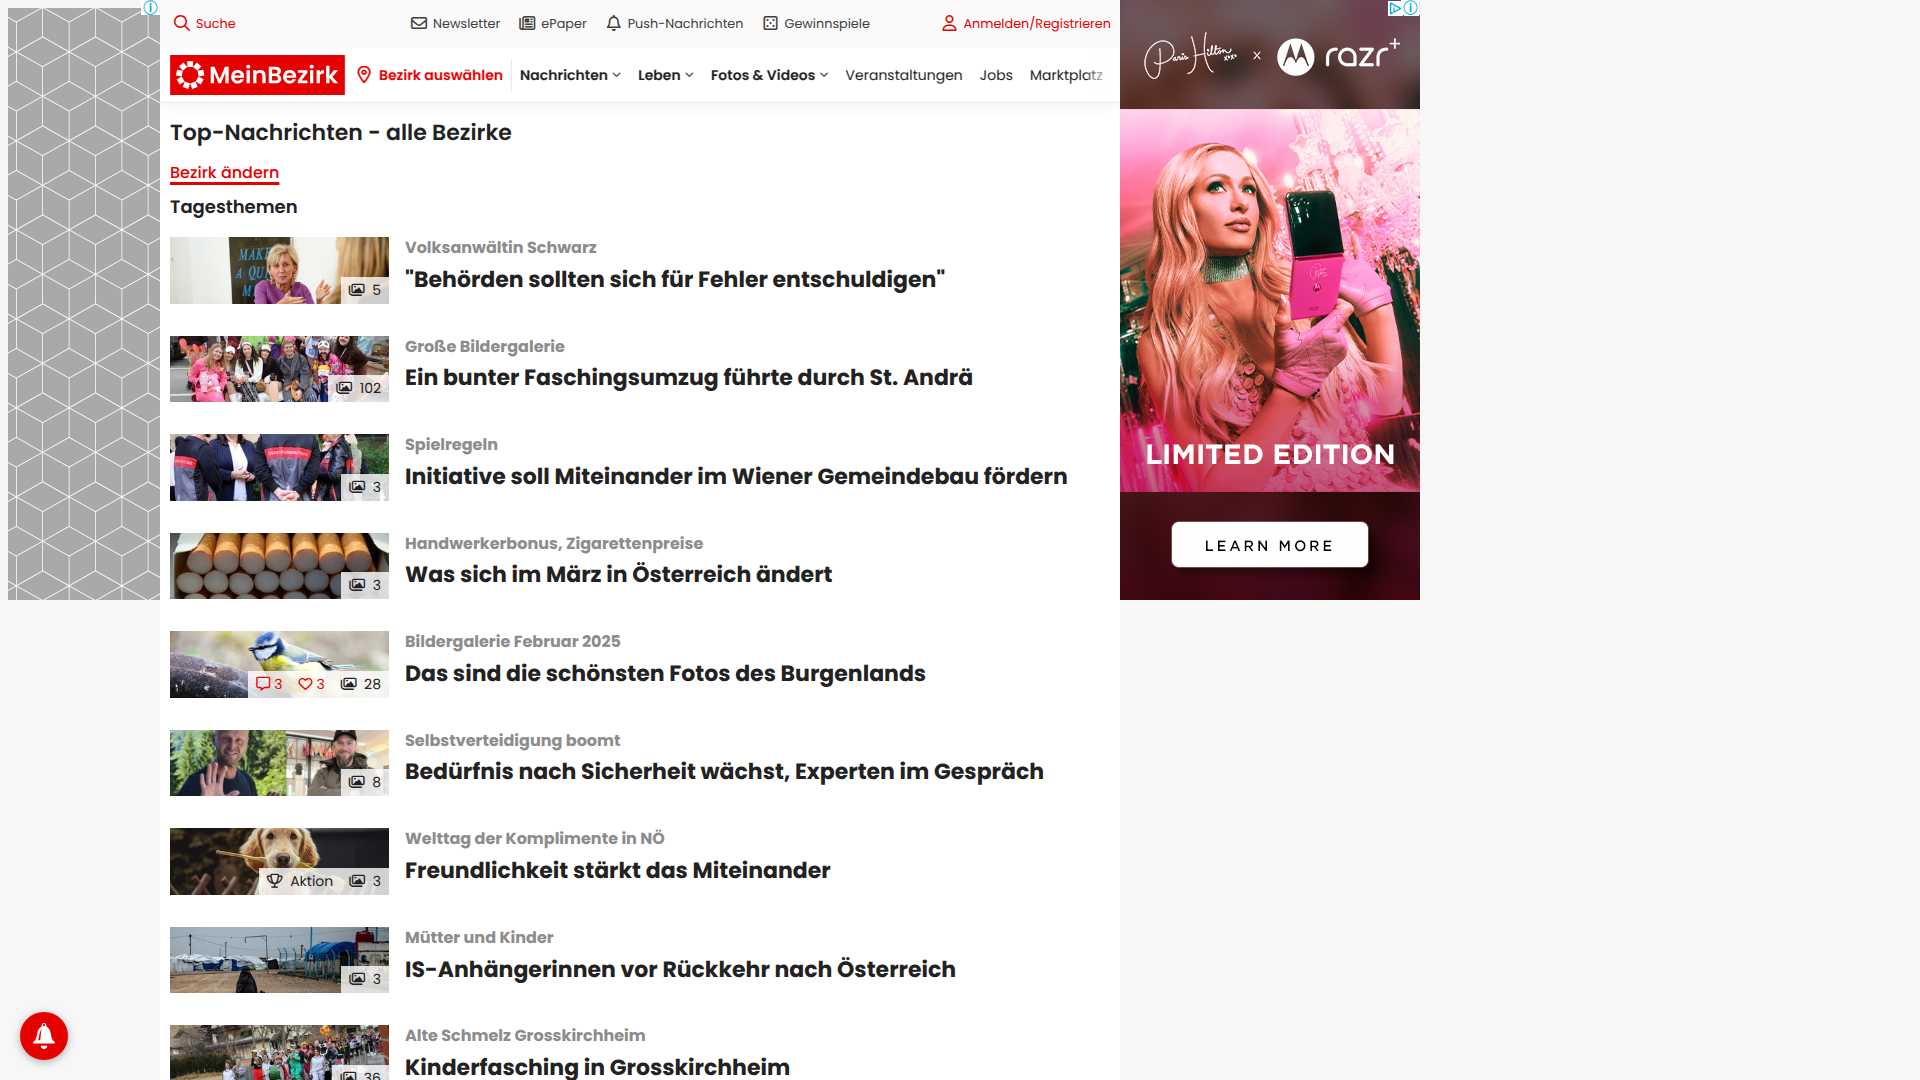 Suche
Newsletter
ePaper
Push-Nachrichten
Gewinnspiele
Anmelden/Registrieren
MeinBezirk
Bezirk auswählen
Nachrichten
Leben
Fotos & Videos
Veranstaltungen
Jobs
Marktplatz
Top-Nachrichten - alle Bezirke
Bezirk ändern
Tagesthemen
5
Volksanwältin Schwarz
"Behörden sollten sich für Fehler entschuldigen"
102
Große Bildergalerie
Ein bunter Faschingsumzug führte durch St. Andrä
3
Spielregeln
Initiative soll Miteinander im Wiener Gemeindebau fördern
3
Handwerkerbonus, Zigarettenpreise
Was sich im März in Österreich ändert
3 3 28
Bildergalerie Februar 2025
Das sind die schönsten Fotos des Burgenlands
8
Selbstverteidigung boomt
Bedürfnis nach Sicherheit wächst, Experten im Gespräch
Aktion 3
Welttag der Komplimente in NÖ
Freundlichkeit stärkt das Miteinander
3
Mütter und Kinder
IS-Anhängerinnen vor Rückkehr nach Österreich
36
Alte Schmelz Grosskirchheim
Kinderfasching in Grosskirchheim
Paris Hilton x razr+
LIMITED EDITION
LEARN MORE